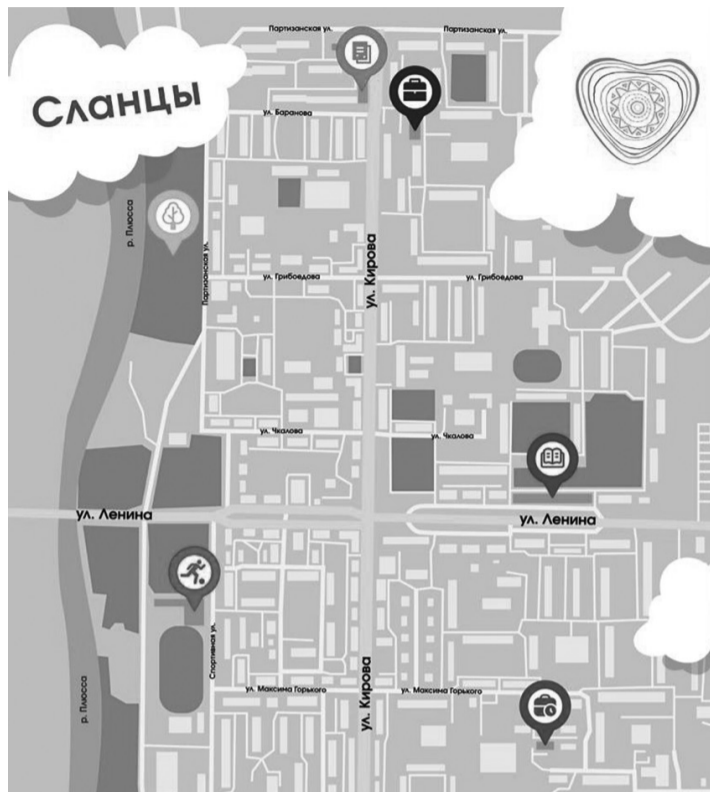 Партизанская ул.
Партизанская ул.
Сланцы
ул. Баранова
р. Плюсса
Партизанская ул.
ул. Кирова
ул. Грибоедова
ул. Грибоедова
ул. Чкалова
ул. Чкалова
ул. Ленина
ул. Ленина
Спортивная ул.
ул. Максима Горького
ул. Максима Горького
р. Плюсса
ул. Кирова